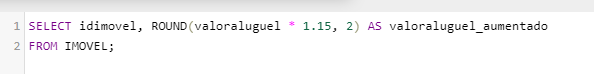 1 SELECT idimovel, ROUND(valoraluguel * 1.15, 2) AS valoraluguel_aumentado
2 FROM IMOVEL;